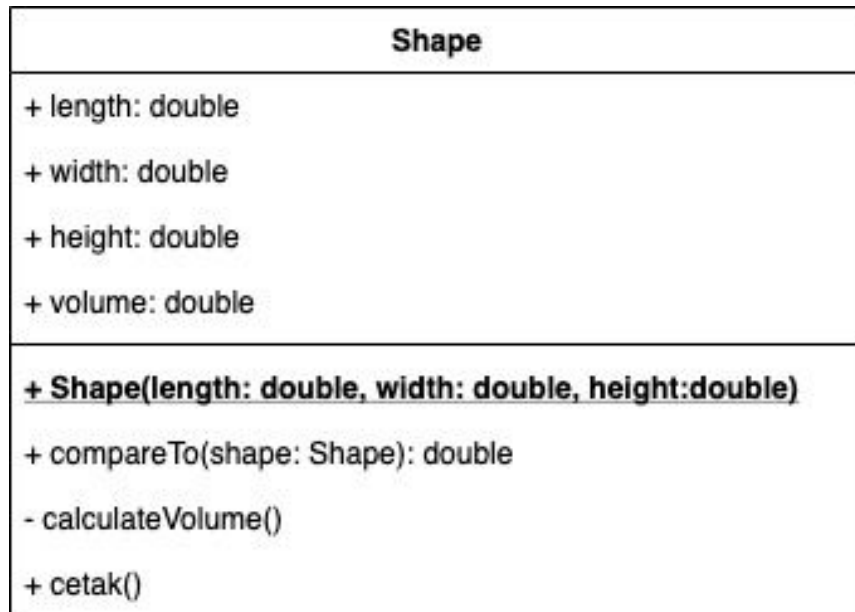 Shape
+ length: double
+ width: double
+ height: double
+ volume: double
+ Shape(length: double, width: double, height:double)
+ compareTo(shape: Shape): double
- calculateVolume()
+ cetak()